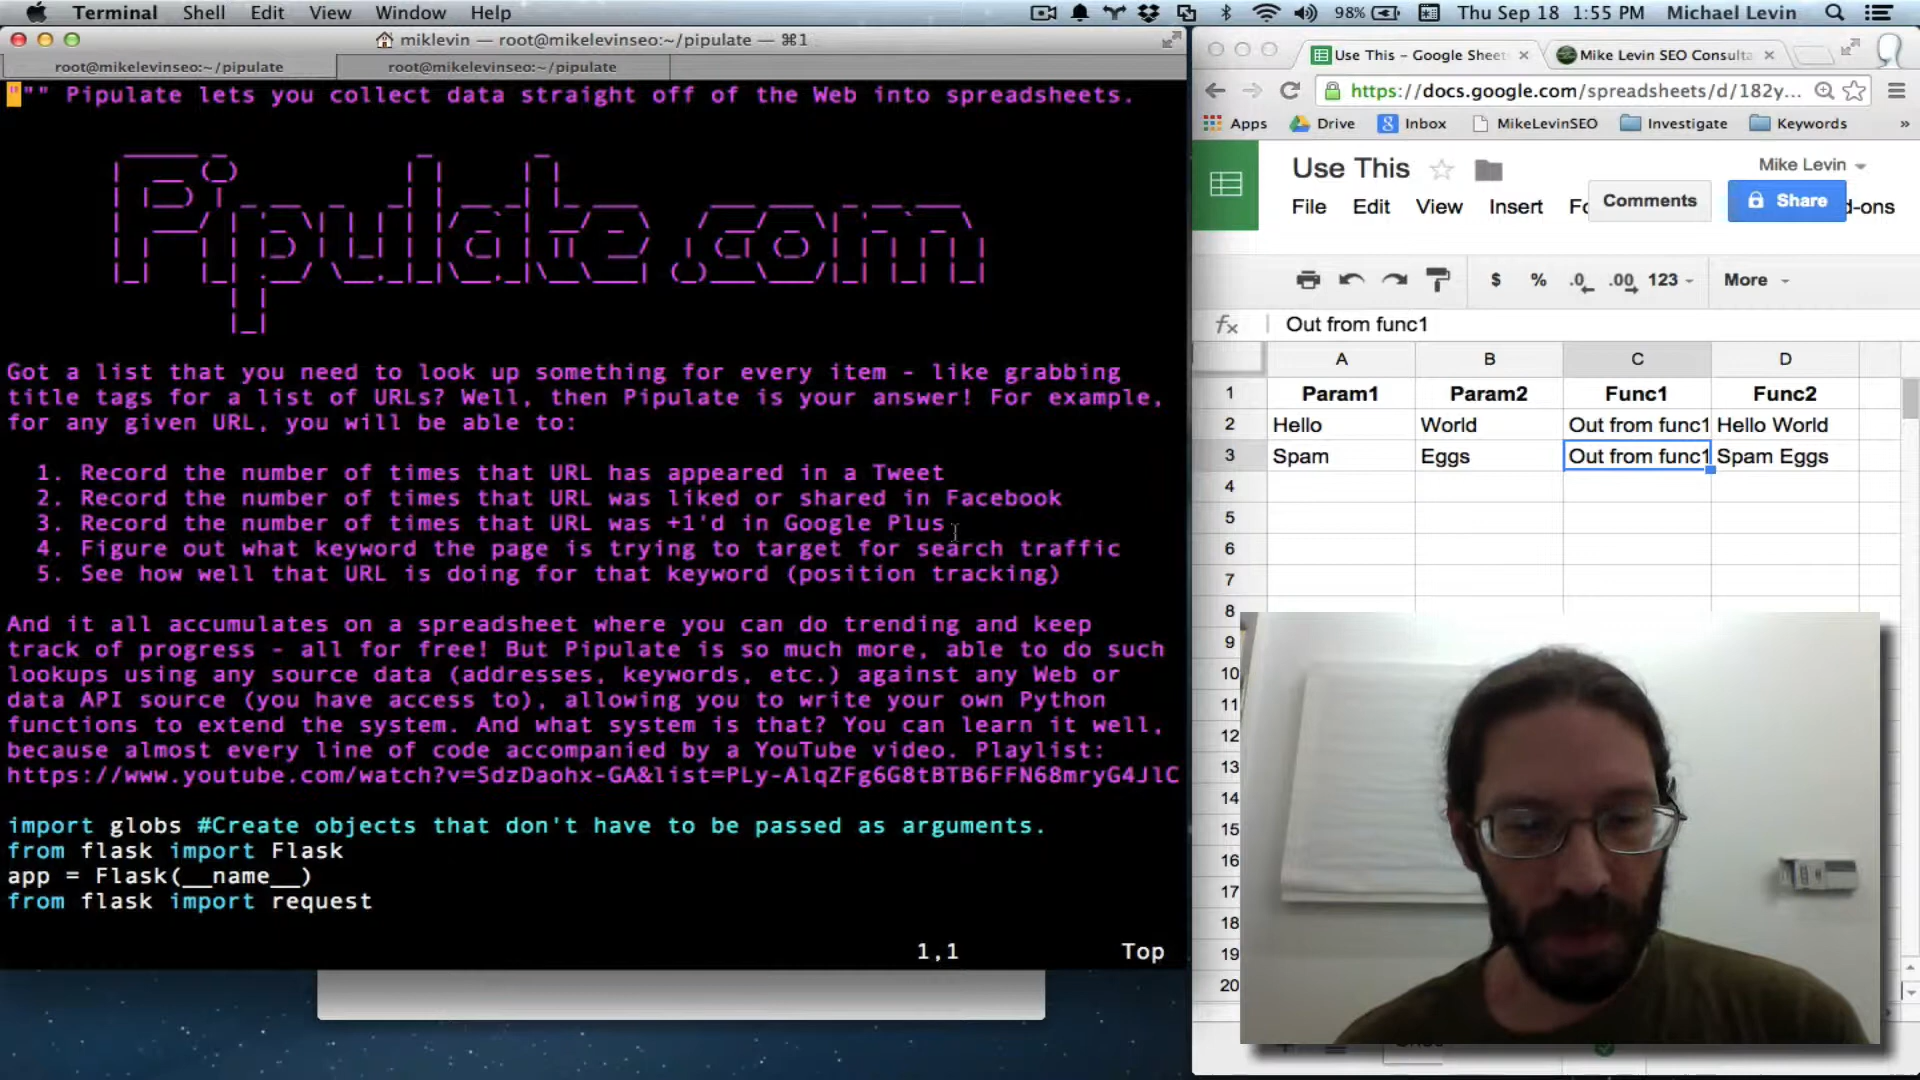 Terminal Shell Edit View Window Help 98% Thu Sep 18 1:55 PM Michael Levin
miklevin — root@mikelevinseo:~/pipulate — ⌘1
root@mikelevinseo:~/pipulate root@mikelevinseo:~/pipulate
""" Pipulate lets you collect data straight off of the Web into spreadsheets.
Pipulate.com
Got a list that you need to look up something for every item - like grabbing
title tags for a list of URLs? Well, then Pipulate is your answer! For example,
for any given URL, you will be able to:
1. Record the number of times that URL has appeared in a Tweet
2. Record the number of times that URL was liked or shared in Facebook
3. Record the number of times that URL was +1'd in Google Plus
4. Figure out what keyword the page is trying to target for search traffic
5. See how well that URL is doing for that keyword (position tracking)
And it all accumulates on a spreadsheet where you can do trending and keep
track of progress - all for free! But Pipulate is so much more, able to do such
lookups using any source data (addresses, keywords, etc.) against any Web or
data API source (you have access to), allowing you to write your own Python
functions to extend the system. And what system is that? You can learn it well,
because almost every line of code accompanied by a YouTube video. Playlist:
https://www.youtube.com/watch?v=SdzDaohx-GA&list=PLy-AlqZFg6G8tBTB6FFN68mryG4JlC
import globs #Create objects that don't have to be passed as arguments.
from flask import Flask
app = Flask(__name__)
from flask import request
1,1 Top
Use This – Google Sheets Mike Levin SEO Consulta
https://docs.google.com/spreadsheets/d/182y...
Apps Drive Inbox MikeLevinSEO Investigate Keywords »
Use This Mike Levin
File Edit View Insert Fo Comments Share d-ons
$ % .0 .00 123 More
fx Out from func1
A B C D
1 Param1 Param2 Func1 Func2
2 Hello World Out from func1 Hello World
3 Spam Eggs Out from func1 Spam Eggs
4
5
6
7
8
9
10
11
12
13
14
15
16
17
18
19
20